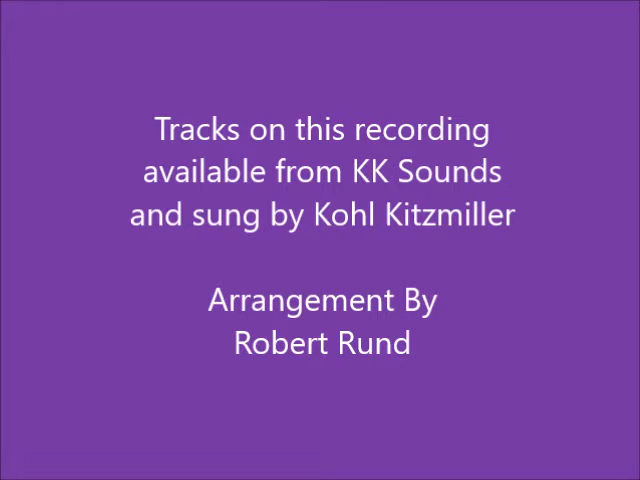 Tracks on this recording
available from KK Sounds
and sung by Kohl Kitzmiller
Arrangement By
Robert Rund